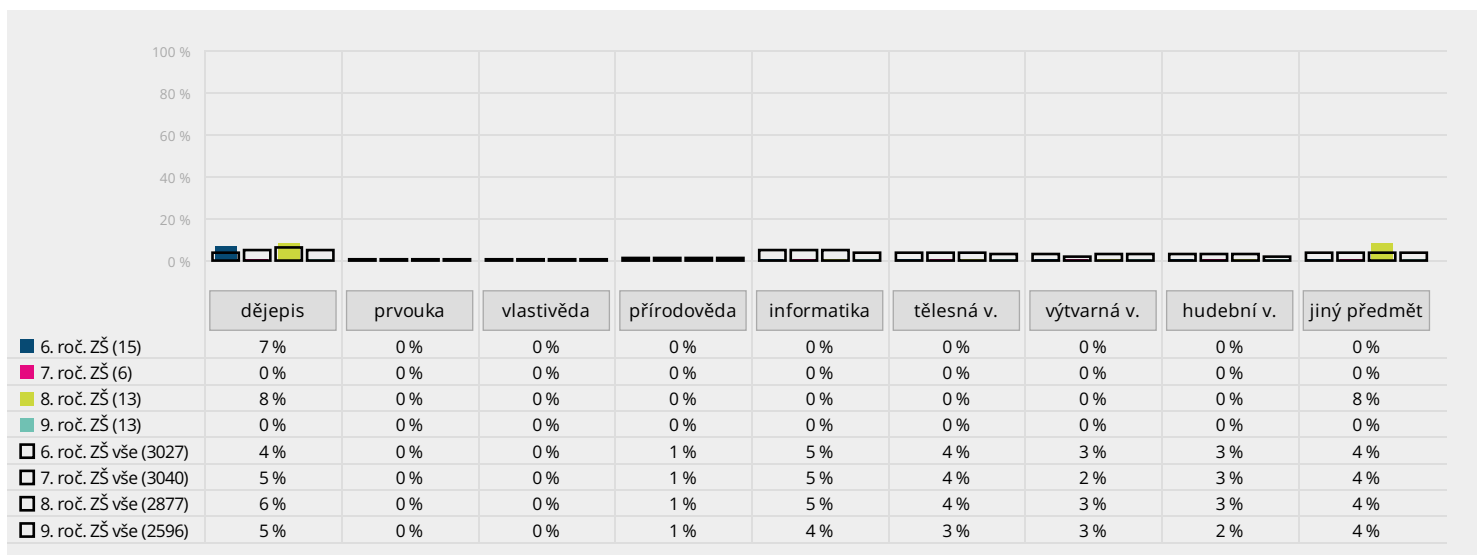 100 %
80 %
60 %
40 %
20 %
0 %
dějepis prvouka vlastivěda přírodověda informatika tělesná v. výtvarná v. hudební v. jiný předmět
6. roč. ZŠ (15) 7 % 0 % 0 % 0 % 0 % 0 % 0 % 0 % 0 %
7. roč. ZŠ (6) 0 % 0 % 0 % 0 % 0 % 0 % 0 % 0 % 0 %
8. roč. ZŠ (13) 8 % 0 % 0 % 0 % 0 % 0 % 0 % 0 % 8 %
9. roč. ZŠ (13) 0 % 0 % 0 % 0 % 0 % 0 % 0 % 0 % 0 %
6. roč. ZŠ vše (3027) 4 % 0 % 0 % 1 % 5 % 4 % 3 % 3 % 4 %
7. roč. ZŠ vše (3040) 5 % 0 % 0 % 1 % 5 % 4 % 2 % 3 % 4 %
8. roč. ZŠ vše (2877) 6 % 0 % 0 % 1 % 5 % 4 % 3 % 3 % 4 %
9. roč. ZŠ vše (2596) 5 % 0 % 0 % 1 % 4 % 3 % 3 % 2 % 4 %